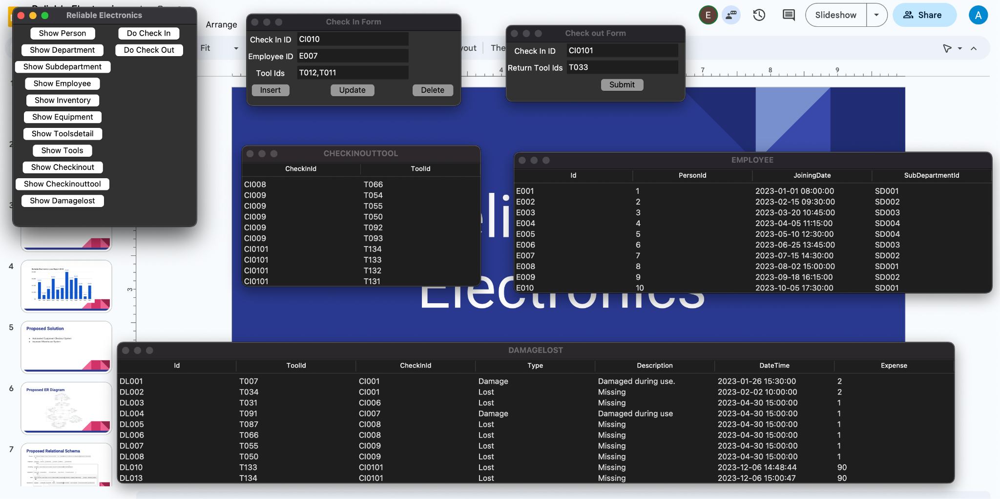 Reliable Electronics
Show Person
Do Check In
Show Department
Do Check Out
Show Subdepartment
Show Employee
Show Inventory
Show Equipment
Show Toolsdetail
Show Tools
Show Checkinout
Show Checkinouttool
Show Damagelost
Arrange
Fit
Check In Form
Check In ID CI010
Employee ID E007
Tool Ids T012,T011
Insert Update Delete
Check out Form
Check In ID CI0101
Return Tool Ids T033
Submit
E
Slideshow
Share
A
4 7 8 9
3
CHECKINOUTTOOL
CheckInId ToolId
CI008 T066
CI009 T054
CI009 T055
CI009 T050
CI009 T092
CI009 T093
CI0101 T134
CI0101 T133
CI0101 T132
CI0101 T131
EMPLOYEE
Id PersonId JoiningDate SubDepartmentId
E001 1 2023-01-01 08:00:00 SD001
E002 2 2023-02-15 09:30:00 SD002
E003 3 2023-03-20 10:45:00 SD003
E004 4 2023-04-05 11:15:00 SD004
E005 5 2023-05-10 12:30:00 SD004
E006 6 2023-06-25 13:45:00 SD003
E007 7 2023-07-15 14:30:00 SD002
E008 8 2023-08-02 15:00:00 SD001
E009 9 2023-09-18 16:15:00 SD002
E010 10 2023-10-05 17:30:00 SD001
Electronics
DAMAGELOST
Id ToolId CheckInId Type Description DateTime Expense
DL001 T007 CI001 Damage Damaged during use. 2023-01-26 15:30:00 2
DL002 T034 CI001 Lost Missing 2023-02-02 10:00:00 2
DL003 T031 CI006 Lost Missing 2023-04-30 15:00:00 1
DL004 T091 CI007 Damage Damaged during use 2023-04-30 15:00:00 1
DL005 T087 CI008 Lost Missing 2023-04-30 15:00:00 1
DL006 T066 CI008 Lost Missing 2023-04-30 15:00:00 1
DL007 T055 CI009 Lost Missing 2023-04-30 15:00:00 1
DL008 T050 CI009 Lost Missing 2023-04-30 15:00:00 1
DL010 T133 CI0101 Lost Missing 2023-12-06 14:48:44 90
DL013 T134 CI0101 Lost Missing 2023-12-06 15:00:47 90
4
Reliable Electronics Loss Report 2019
5
Proposed Solution
Automated Equipment Checkout System
Improved Warehouse System
6
Proposed ER Diagram
7
Proposed Relational Schema